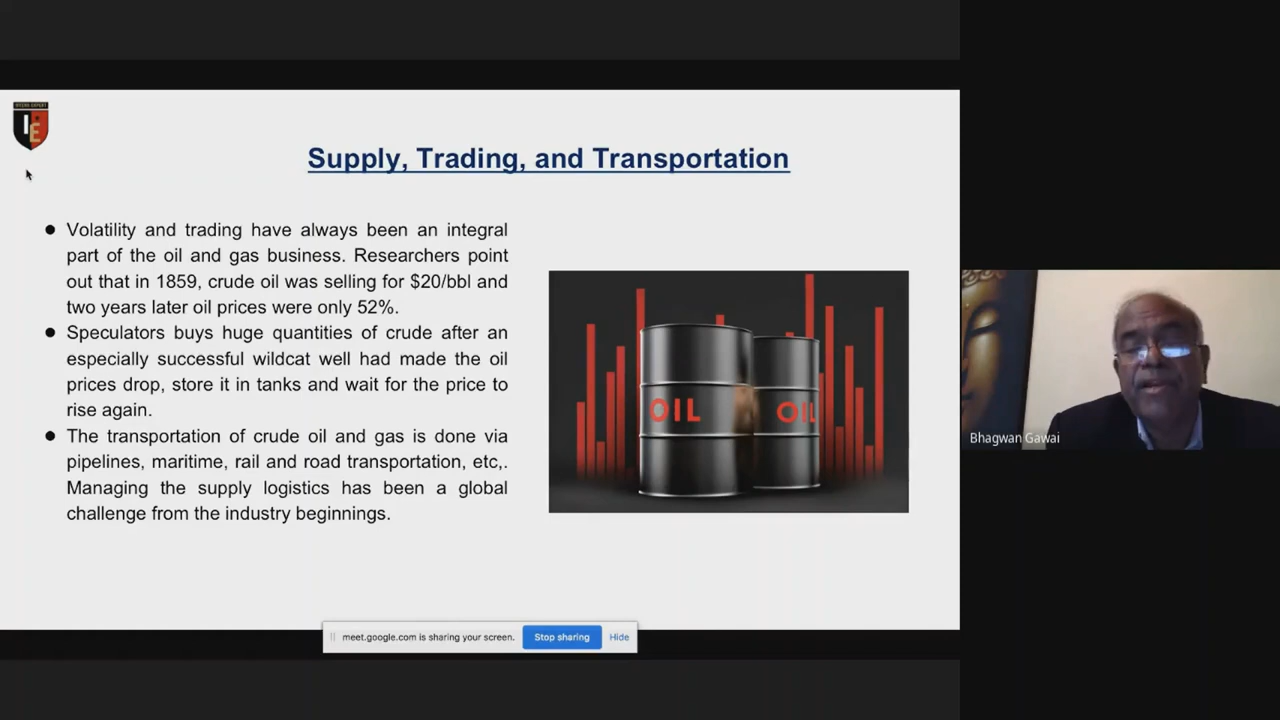 Supply, Trading, and Transportation
● Volatility and trading have always been an integral
part of the oil and gas business. Researchers point
out that in 1859, crude oil was selling for $20/bbl and
two years later oil prices were only 52%.
● Speculators buys huge quantities of crude after an
especially successful wildcat well had made the oil
prices drop, store it in tanks and wait for the price to
rise again.
● The transportation of crude oil and gas is done via
pipelines, maritime, rail and road transportation, etc,.
Managing the supply logistics has been a global
challenge from the industry beginnings.
OIL
OIL
Bhagwan Gawai
meet.google.com is sharing your screen. Stop sharing Hide
IE